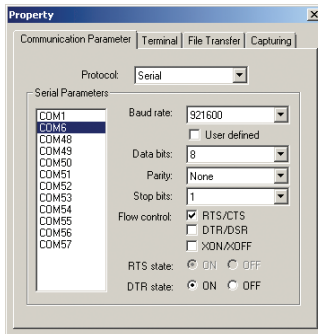 Property
Communication Parameter Terminal File Transfer Capturing
Protocol: Serial
Serial Parameters
COM1
COM6
COM48
COM49
COM50
COM51
COM52
COM53
COM54
COM55
COM56
COM57
Baud rate: 921600
User defined
Data bits: 8
Parity: None
Stop bits: 1
Flow control: RTS/CTS
DTR/DSR
XON/XOFF
RTS state: ON OFF
DTR state: ON OFF